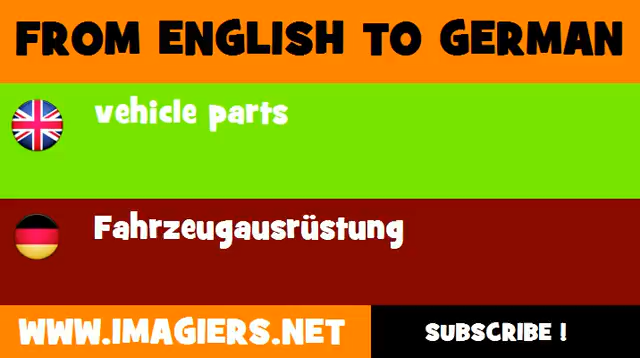 FROM ENGLISH TO GERMAN
vehicle parts
Fahrzeugausrüstung
WWW.IMAGIERS.NET
SUBSCRIBE !